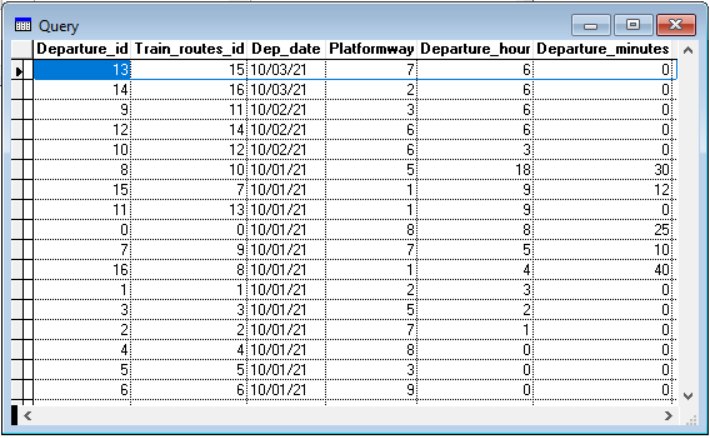 Query
Departure_id Train_routes_id Dep_date Platformway Departure_hour Departure_minutes
13 15 10/03/21 7 6 0
14 16 10/03/21 2 6 0
9 11 10/02/21 3 6 0
12 14 10/02/21 6 6 0
10 12 10/02/21 6 3 0
8 10 10/01/21 5 18 30
15 7 10/01/21 1 9 12
11 13 10/01/21 1 9 0
0 0 10/01/21 8 8 25
7 9 10/01/21 7 5 10
16 8 10/01/21 1 4 40
1 1 10/01/21 2 3 0
3 3 10/01/21 5 2 0
2 2 10/01/21 7 1 0
4 4 10/01/21 8 0 0
5 5 10/01/21 3 0 0
6 6 10/01/21 9 0 0